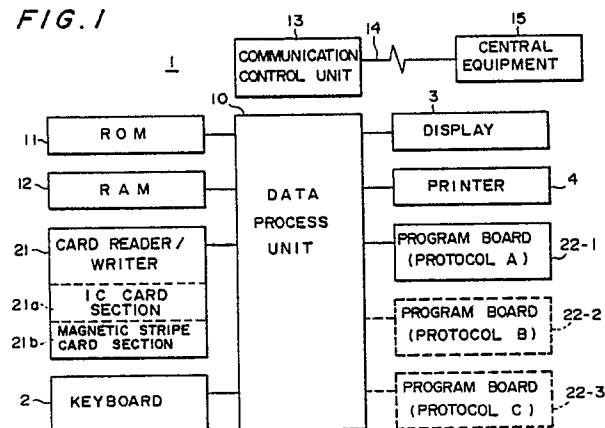 FIG. 1
1
13
COMMUNICATION
CONTROL UNIT
14
15
CENTRAL
EQUIPMENT
10
DATA
PROCESS
UNIT
11
ROM
12
RAM
21
CARD READER/
WRITER
21a
IC CARD
SECTION
21b
MAGNETIC STRIPE
CARD SECTION
2
KEYBOARD
3
DISPLAY
PRINTER
4
PROGRAM BOARD
(PROTOCOL A)
22-1
PROGRAM BOARD
(PROTOCOL B)
22-2
PROGRAM BOARD
(PROTOCOL C)
22-3